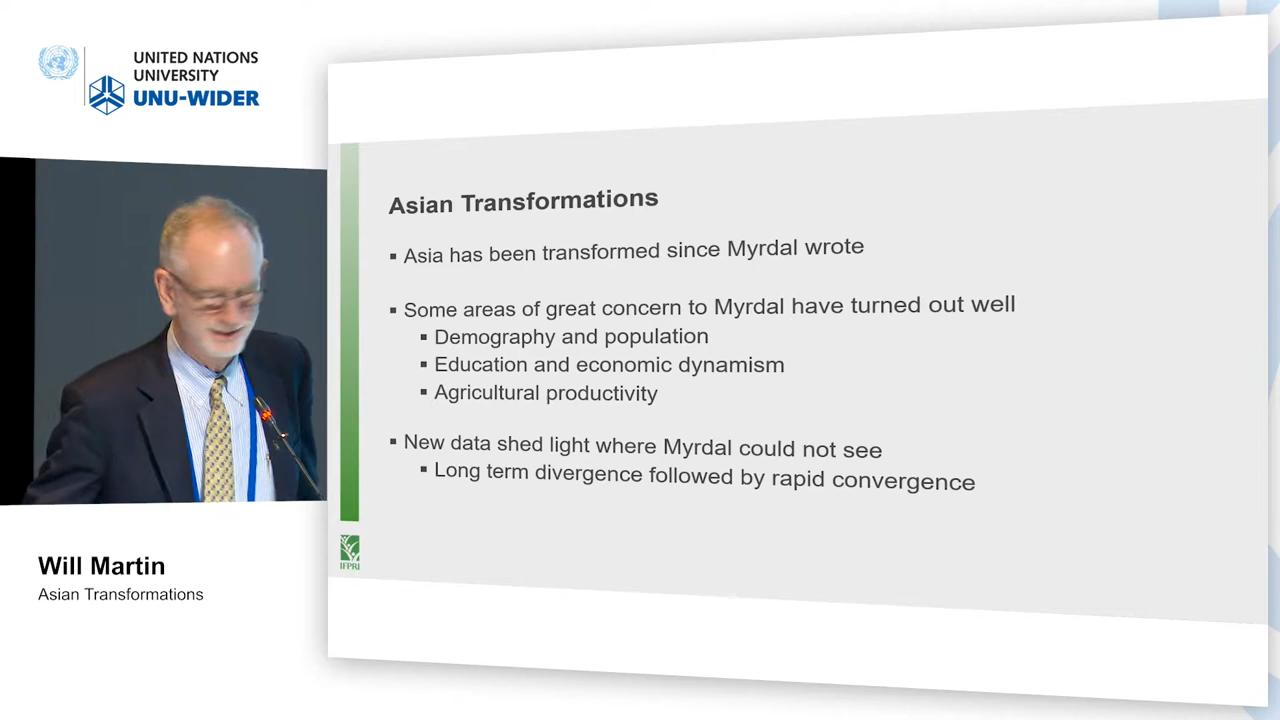 UNITED NATIONS
UNIVERSITY
UNU-WIDER
Asian Transformations
▪ Asia has been transformed since Myrdal wrote
▪ Some areas of great concern to Myrdal have turned out well
▪ Demography and population
▪ Education and economic dynamism
▪ Agricultural productivity
▪ New data shed light where Myrdal could not see
▪ Long term divergence followed by rapid convergence
IFPRI
Will Martin
Asian Transformations